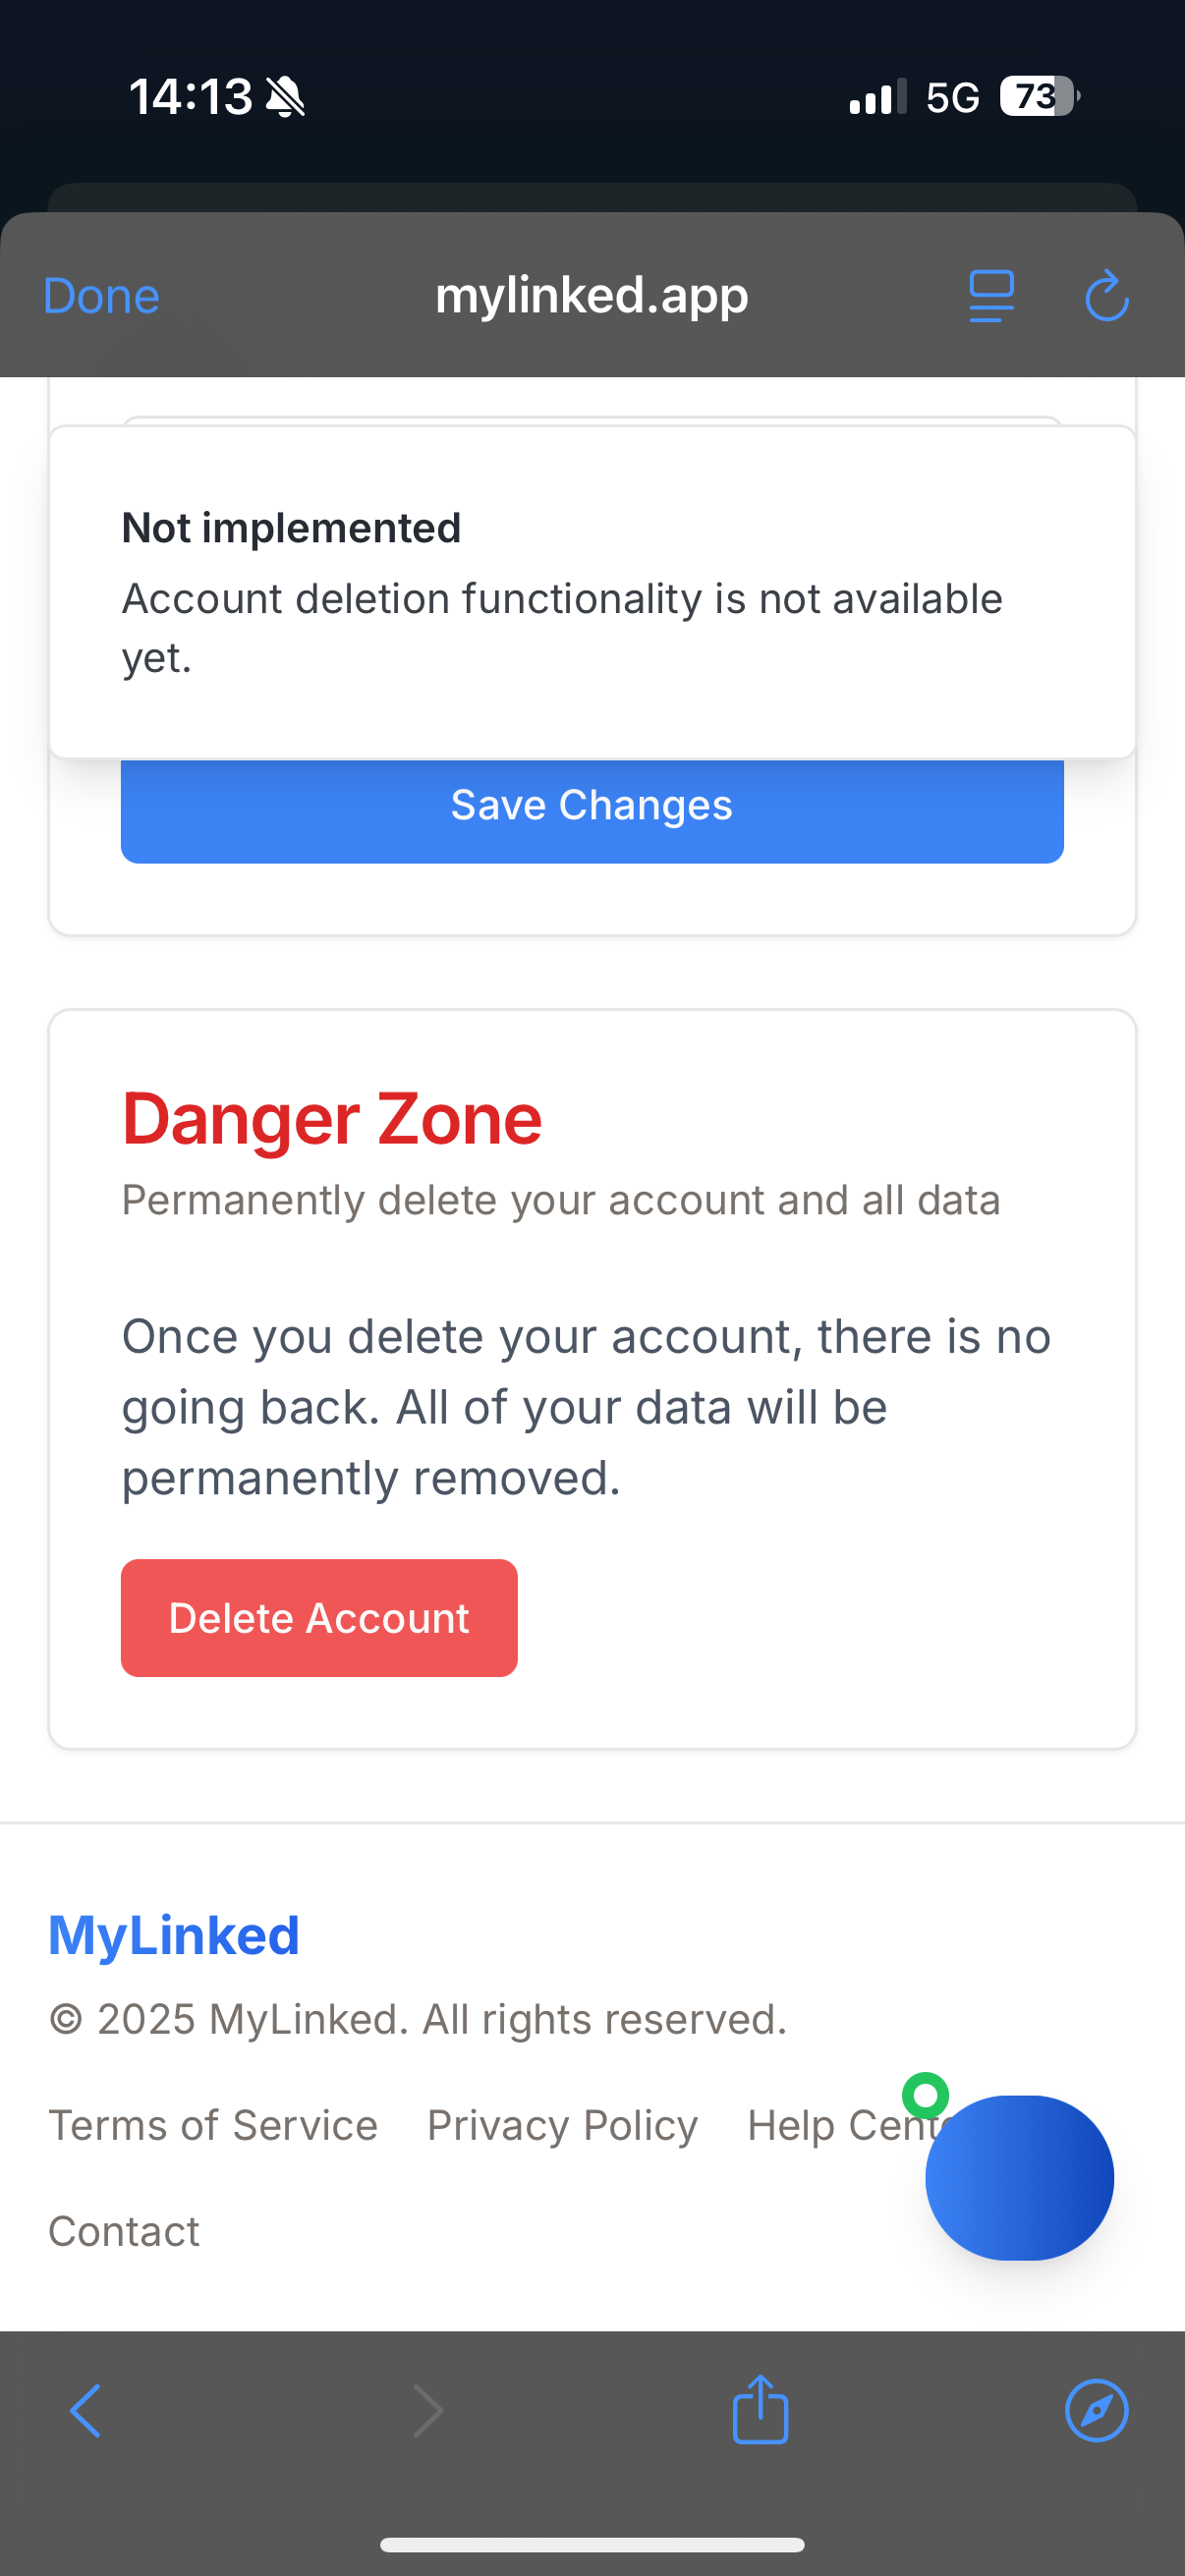 14:13
5G
73
Done
mylinked.app
Not implemented
Account deletion functionality is not available
yet.
Save Changes
Danger Zone
Permanently delete your account and all data
Once you delete your account, there is no
going back. All of your data will be
permanently removed.
Delete Account
MyLinked
© 2025 MyLinked. All rights reserved.
Terms of Service Privacy Policy Help
Contact